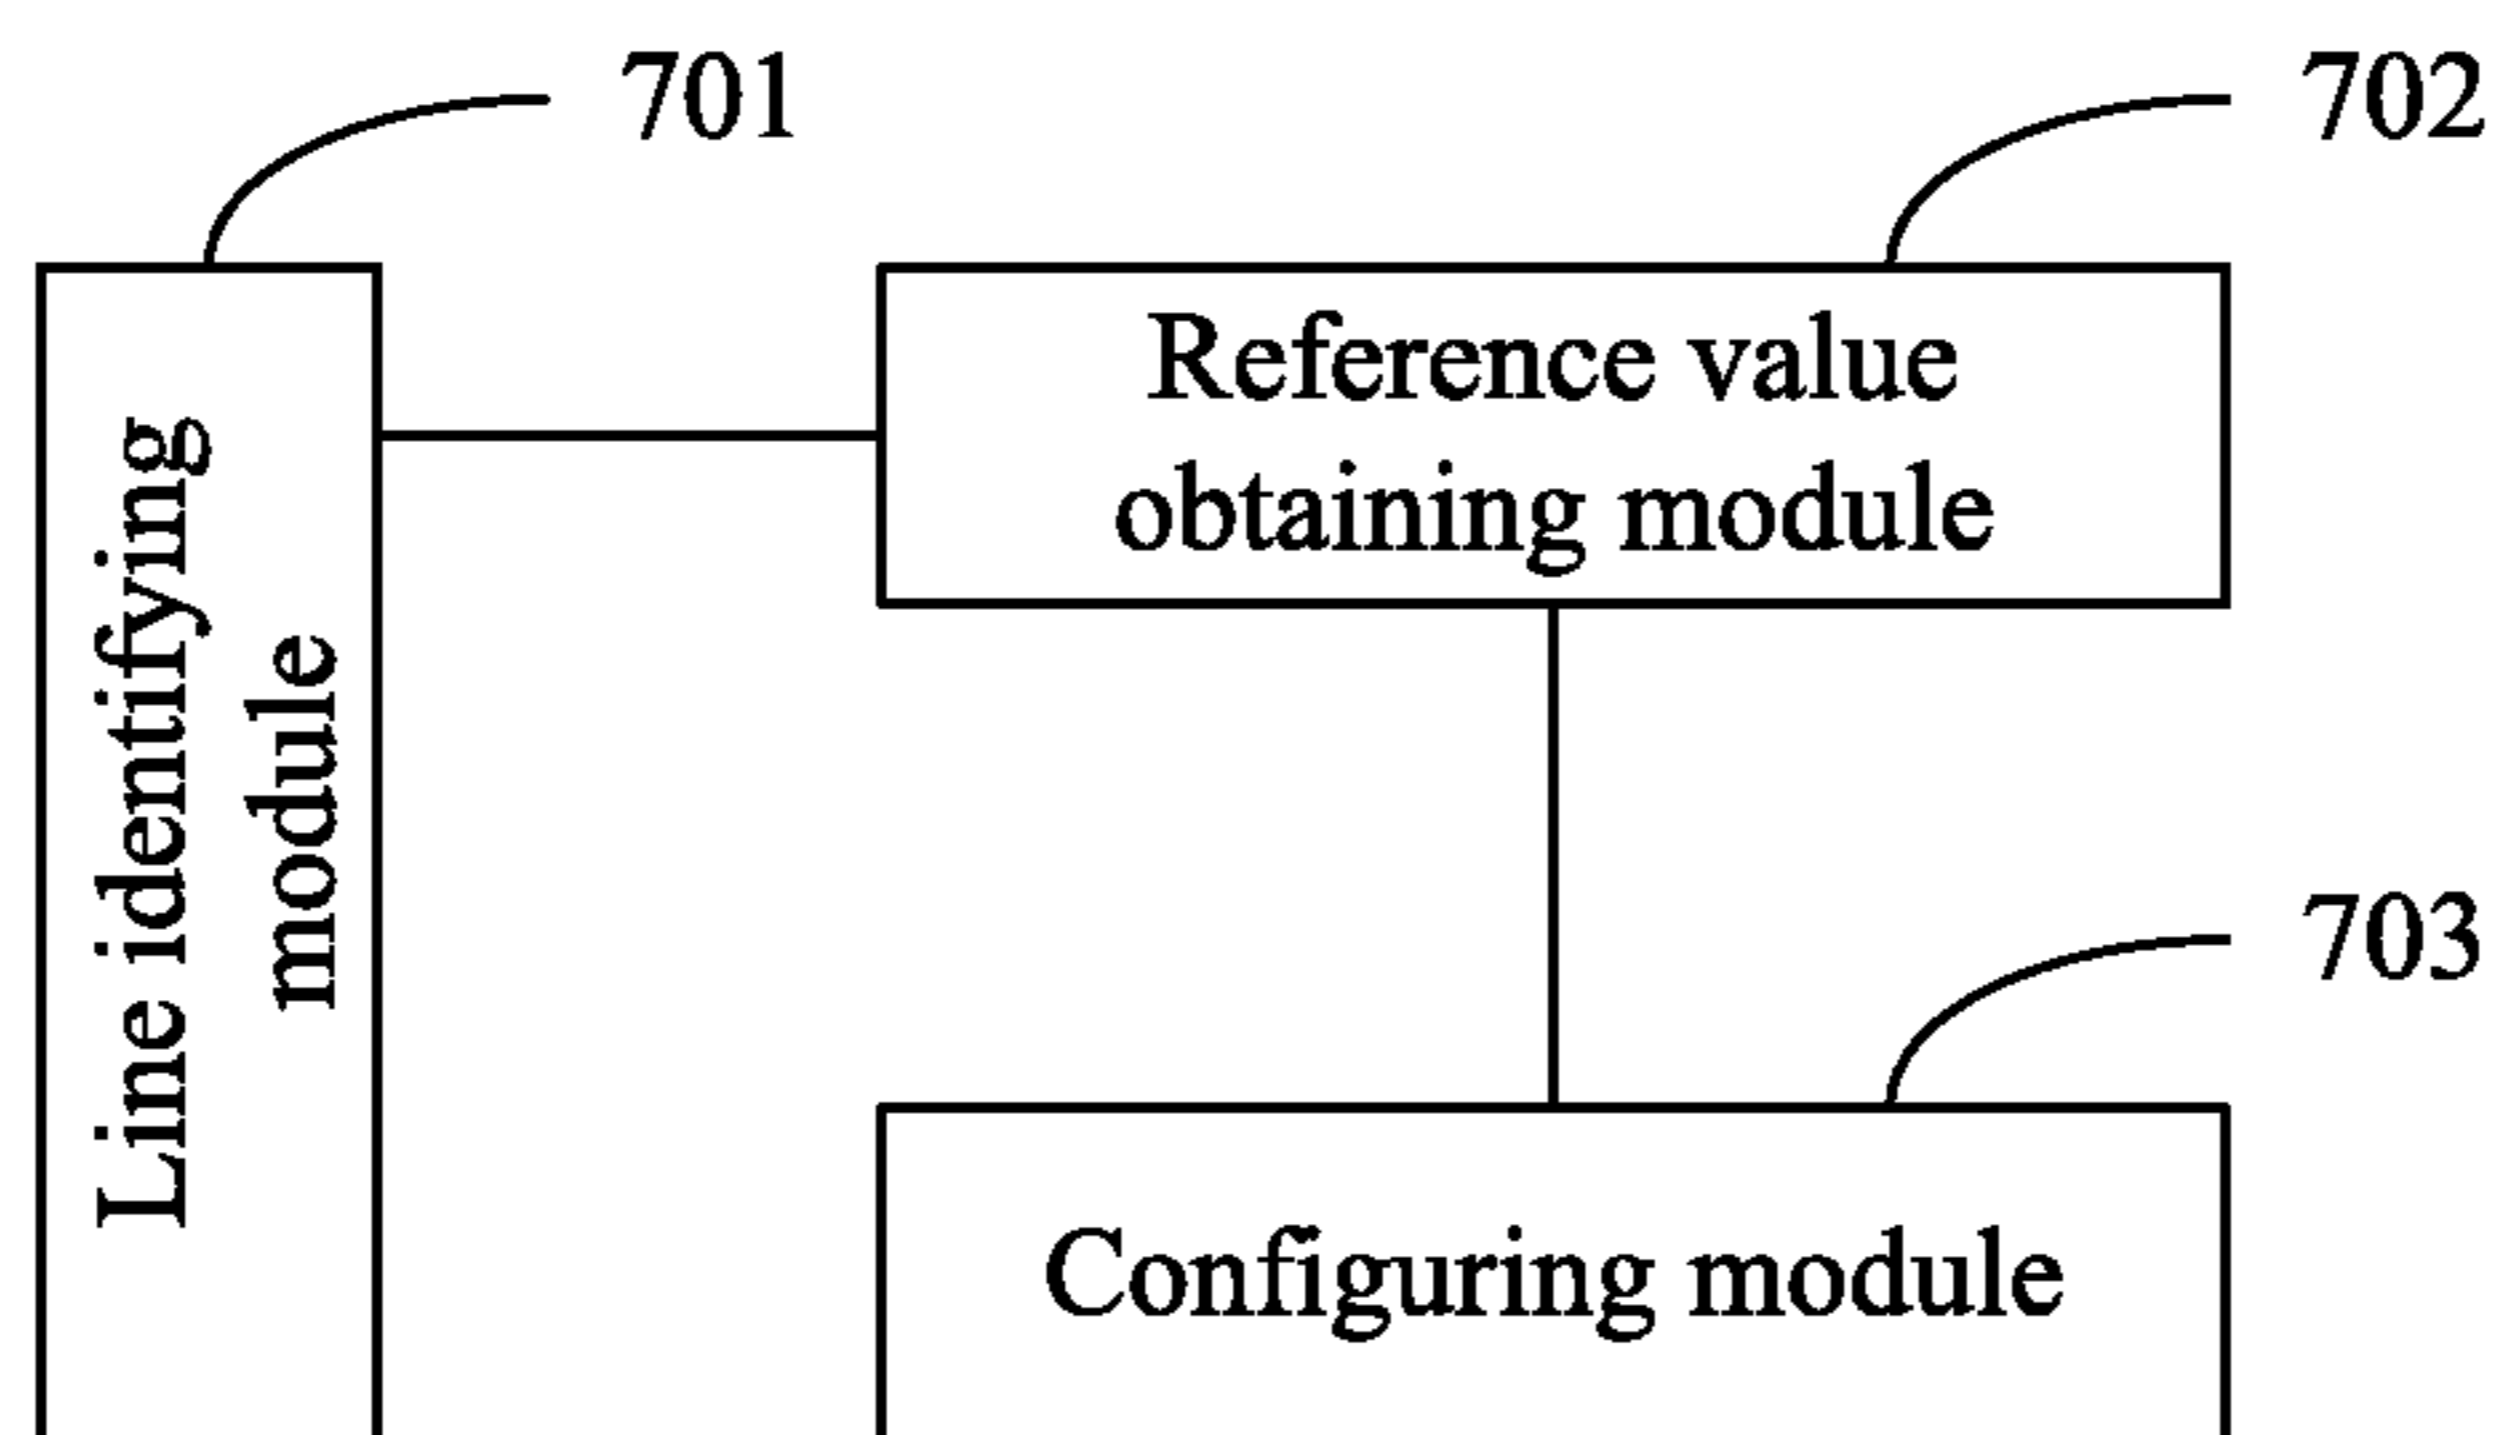 701
702
Line identifying
module
Reference value
obtaining module
703
Configuring module